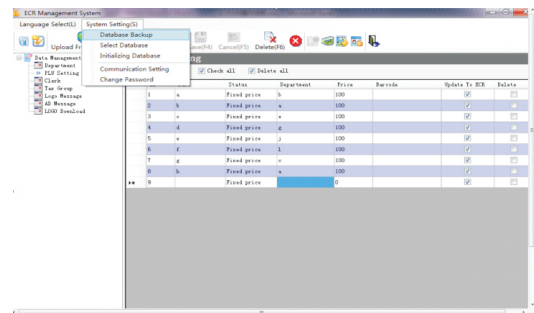 ECR Management System
Language Select(L) System Setting(S)
Database Backup
Select Database
Initializing Database
Communication Setting
Change Password
Upload Fr
ave(F4) Cancel(F5) Delete(F6)
Data Management
Department
PLU Setting
Clerk
Tax Group
Logo Message
AD Message
LOGO Download
ng
Check all Delete all
Status Department Price Barcode Update To ECR Delete
1 a Fixed price b 100
2 b Fixed price a 100
3 c Fixed price e 100
4 d Fixed price g 100
5 e Fixed price j 100
6 f Fixed price l 100
7 g Fixed price c 100
8 h Fixed price a 100
9 Fixed price 0